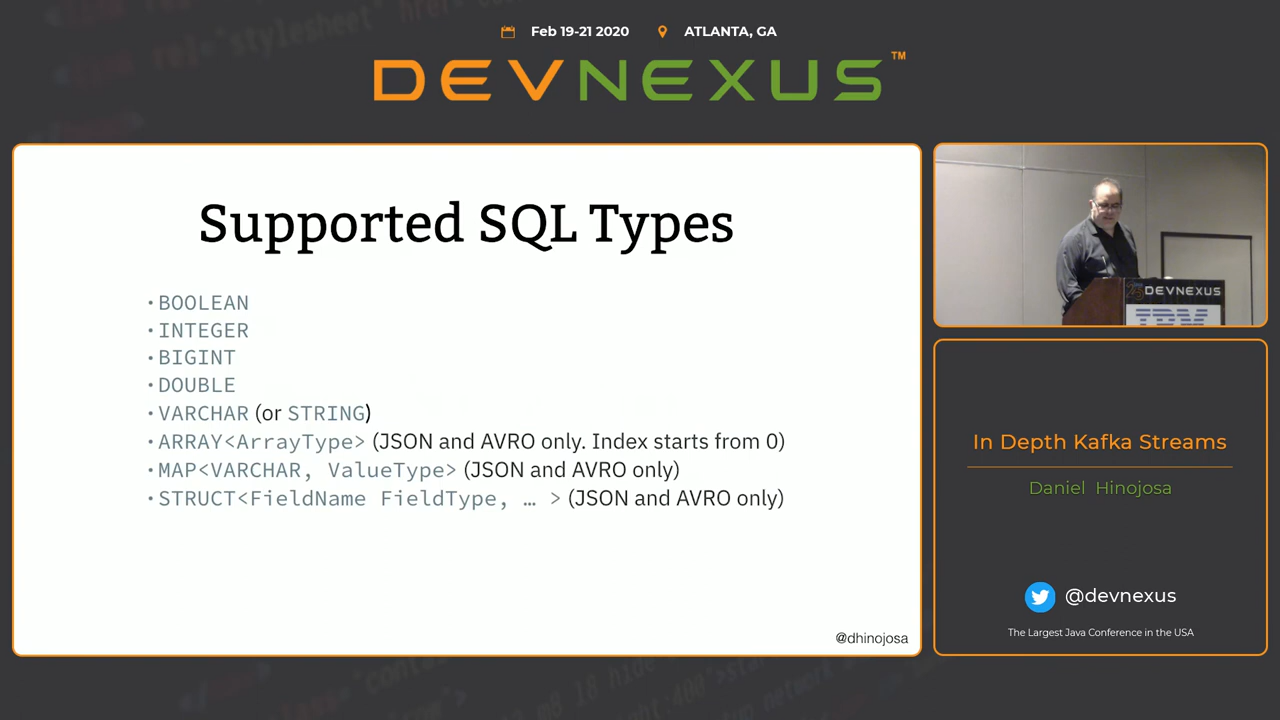 Feb 19-21 2020 ATLANTA, GA
DEVNEXUS™
Supported SQL Types
• BOOLEAN
• INTEGER
• BIGINT
• DOUBLE
• VARCHAR (or STRING)
• ARRAY<ArrayType> (JSON and AVRO only. Index starts from 0)
• MAP<VARCHAR, ValueType> (JSON and AVRO only)
• STRUCT<FieldName FieldType, … > (JSON and AVRO only)
@dhinojosa
DEVNEXUS
IBM
In Depth Kafka Streams
Daniel Hinojosa
@devnexus
The Largest Java Conference in the USA